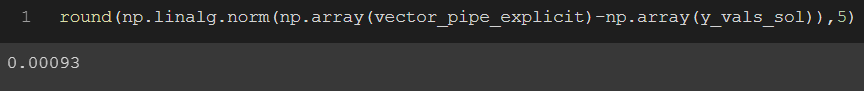 1 round(np.linalg.norm(np.array(vector_pipe_explicit)-np.array(y_vals_sol)),5)
0.00093